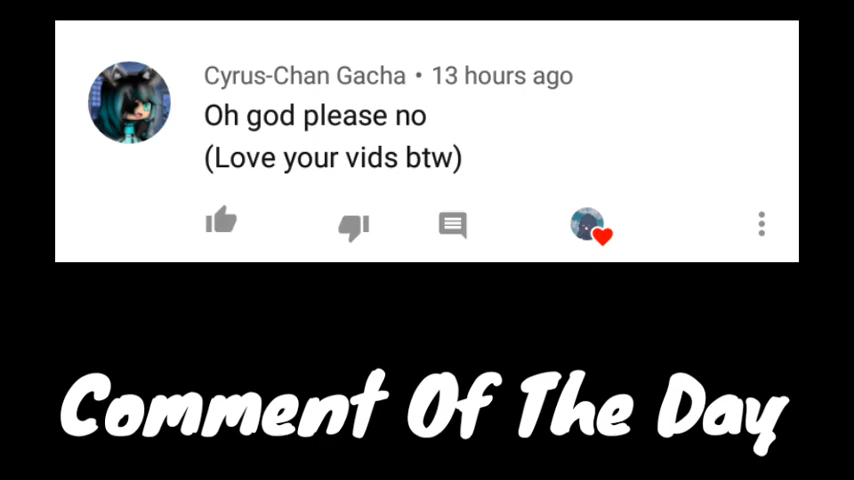 Cyrus-Chan Gacha • 13 hours ago
Oh god please no
(Love your vids btw)
Comment Of The Day